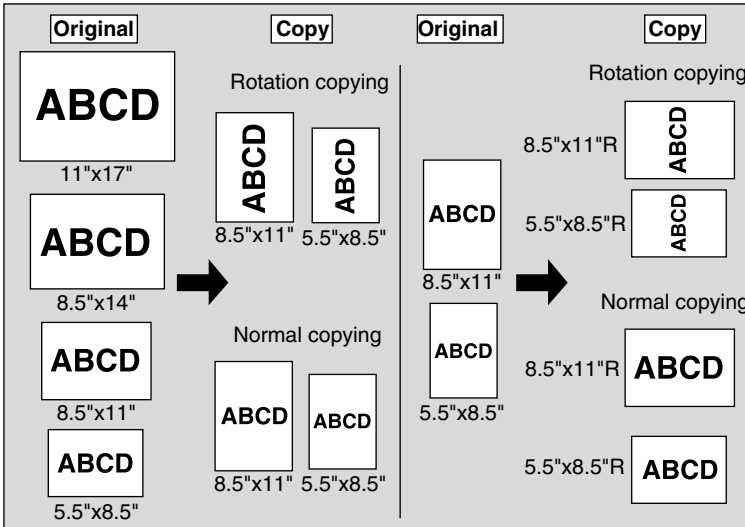 Original
Copy
Original
Copy
Rotation copying
Rotation copying
ABCD
11"x17"
ABCD
8.5"x14"
ABCD
8.5"x11"
ABCD
5.5"x8.5"
ABCD
8.5"x11"
ABCD
5.5"x8.5"
Normal copying
ABCD
8.5"x11"
ABCD
5.5"x8.5"
ABCD
8.5"x11"
ABCD
5.5"x8.5"
8.5"x11"R
ABCD
5.5"x8.5"R
ABCD
Normal copying
8.5"x11"R
ABCD
5.5"x8.5"R
ABCD